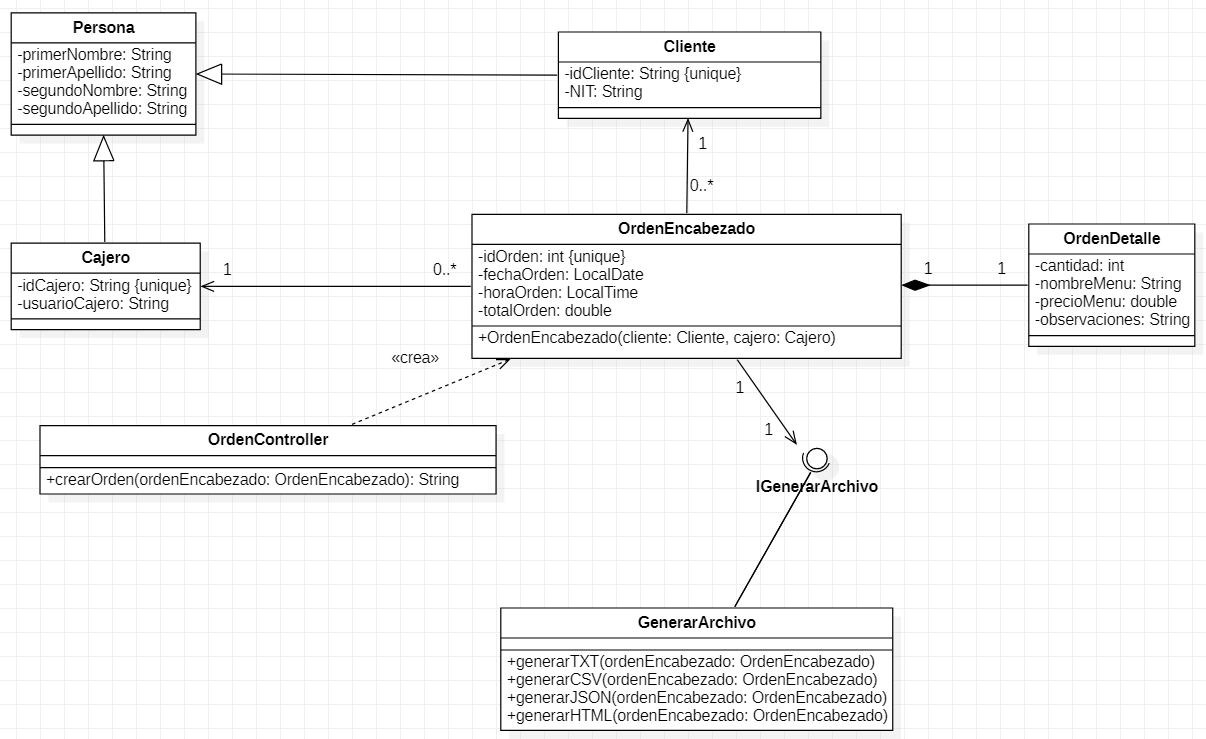 Persona
-primerNombre: String
-primerApellido: String
-segundoNombre: String
-segundoApellido: String
Cliente
-idCliente: String {unique}
-NIT: String
1
0..*
Cajero
-idCajero: String {unique}
-usuarioCajero: String
1
0..*
OrdenEncabezado
-idOrden: int {unique}
-fechaOrden: LocalDate
-horaOrden: LocalTime
-totalOrden: double
+OrdenEncabezado(cliente: Cliente, cajero: Cajero)
1
1
OrdenDetalle
-cantidad: int
-nombreMenu: String
-precioMenu: double
-observaciones: String
«crea»
OrdenController
+crearOrden(ordenEncabezado: OrdenEncabezado): String
1
1
IGenerarArchivo
GenerarArchivo
+generarTXT(ordenEncabezado: OrdenEncabezado)
+generarCSV(ordenEncabezado: OrdenEncabezado)
+generarJSON(ordenEncabezado: OrdenEncabezado)
+generarHTML(ordenEncabezado: OrdenEncabezado)